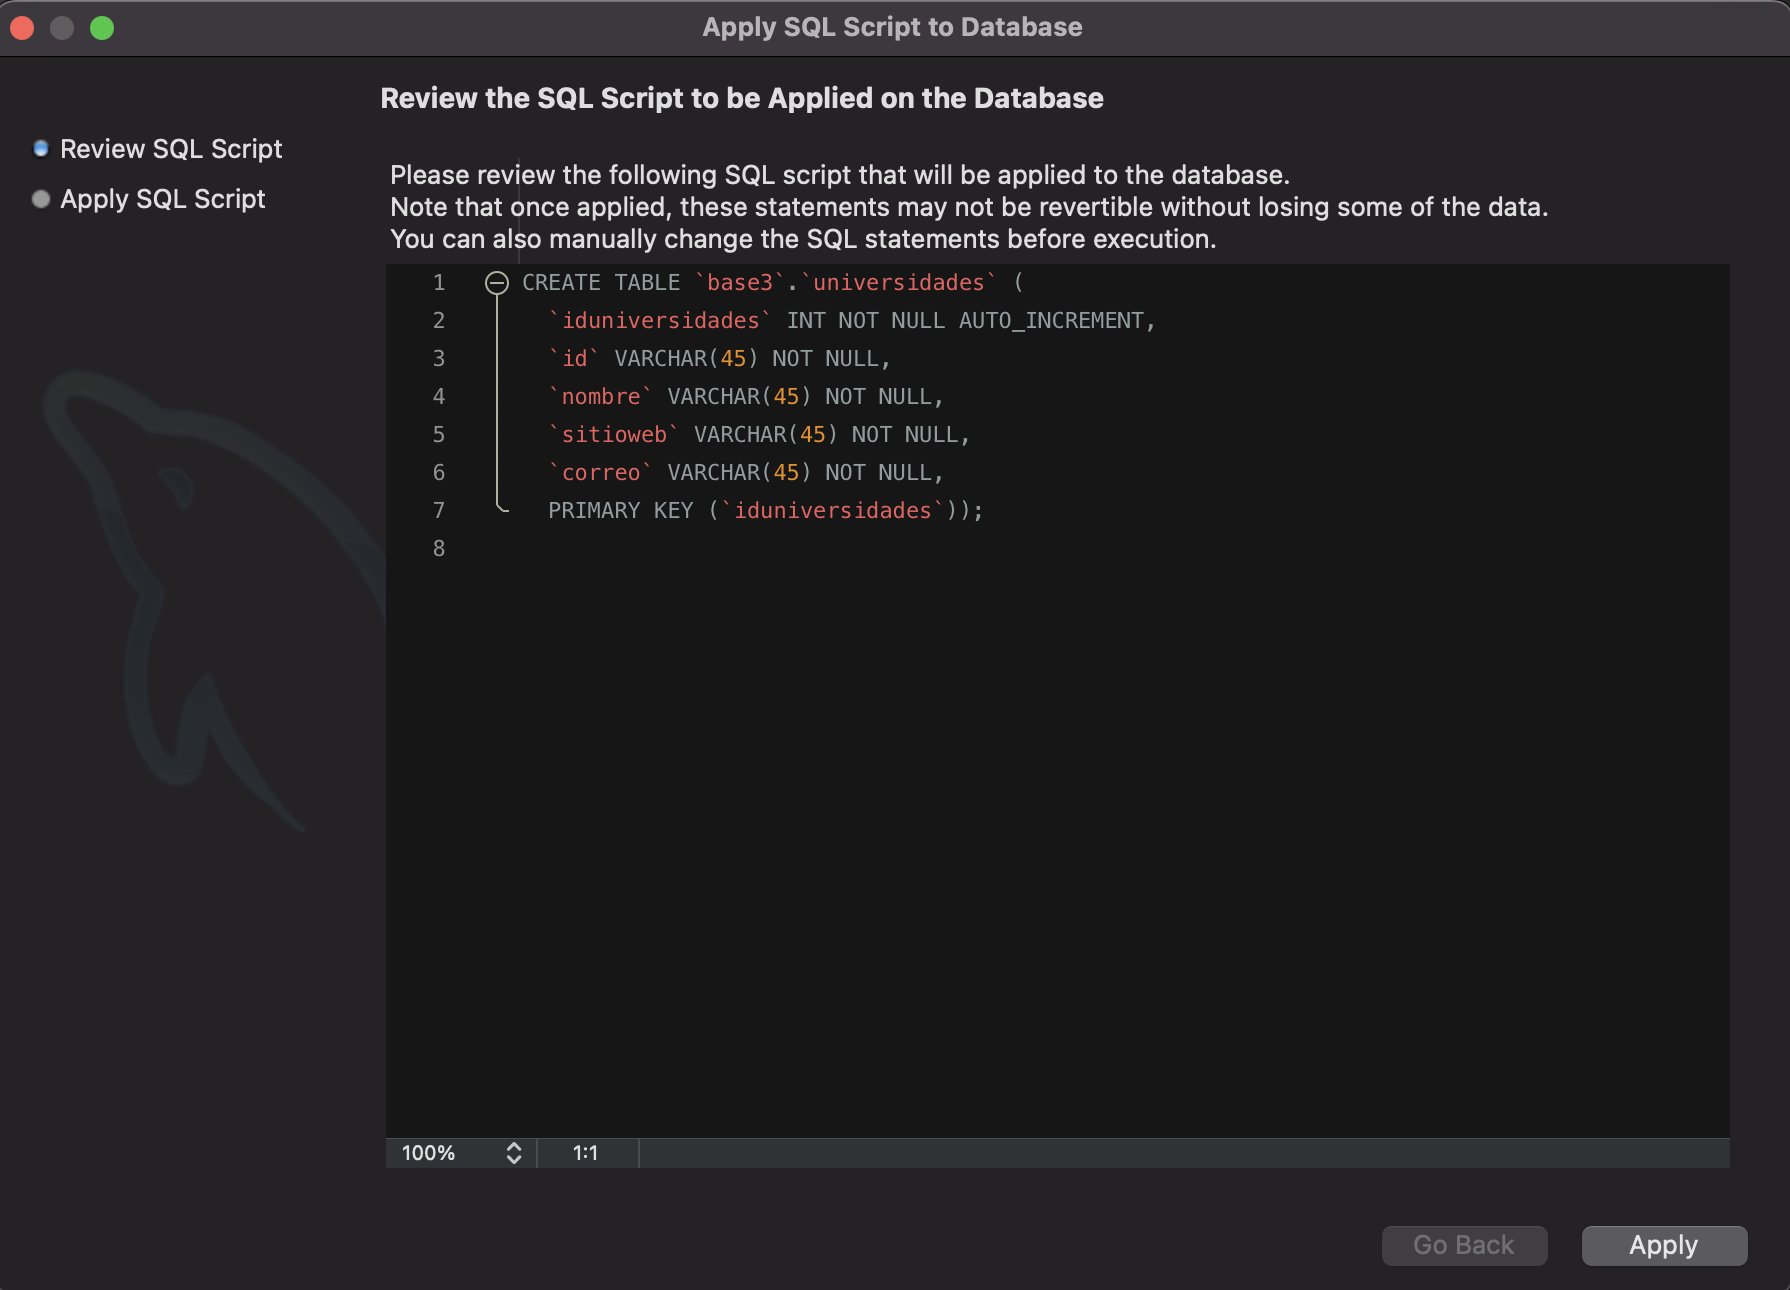 Apply SQL Script to Database
Review the SQL Script to be Applied on the Database
Review SQL Script
Apply SQL Script
Please review the following SQL script that will be applied to the database.
Note that once applied, these statements may not be revertible without losing some of the data.
You can also manually change the SQL statements before execution.
1 CREATE TABLE `base3`.`universidades` (
2 `iduniversidades` INT NOT NULL AUTO_INCREMENT,
3 `id` VARCHAR(45) NOT NULL,
4 `nombre` VARCHAR(45) NOT NULL,
5 `sitioweb` VARCHAR(45) NOT NULL,
6 `correo` VARCHAR(45) NOT NULL,
7 PRIMARY KEY (`iduniversidades`));
8
100% 1:1
Go Back Apply